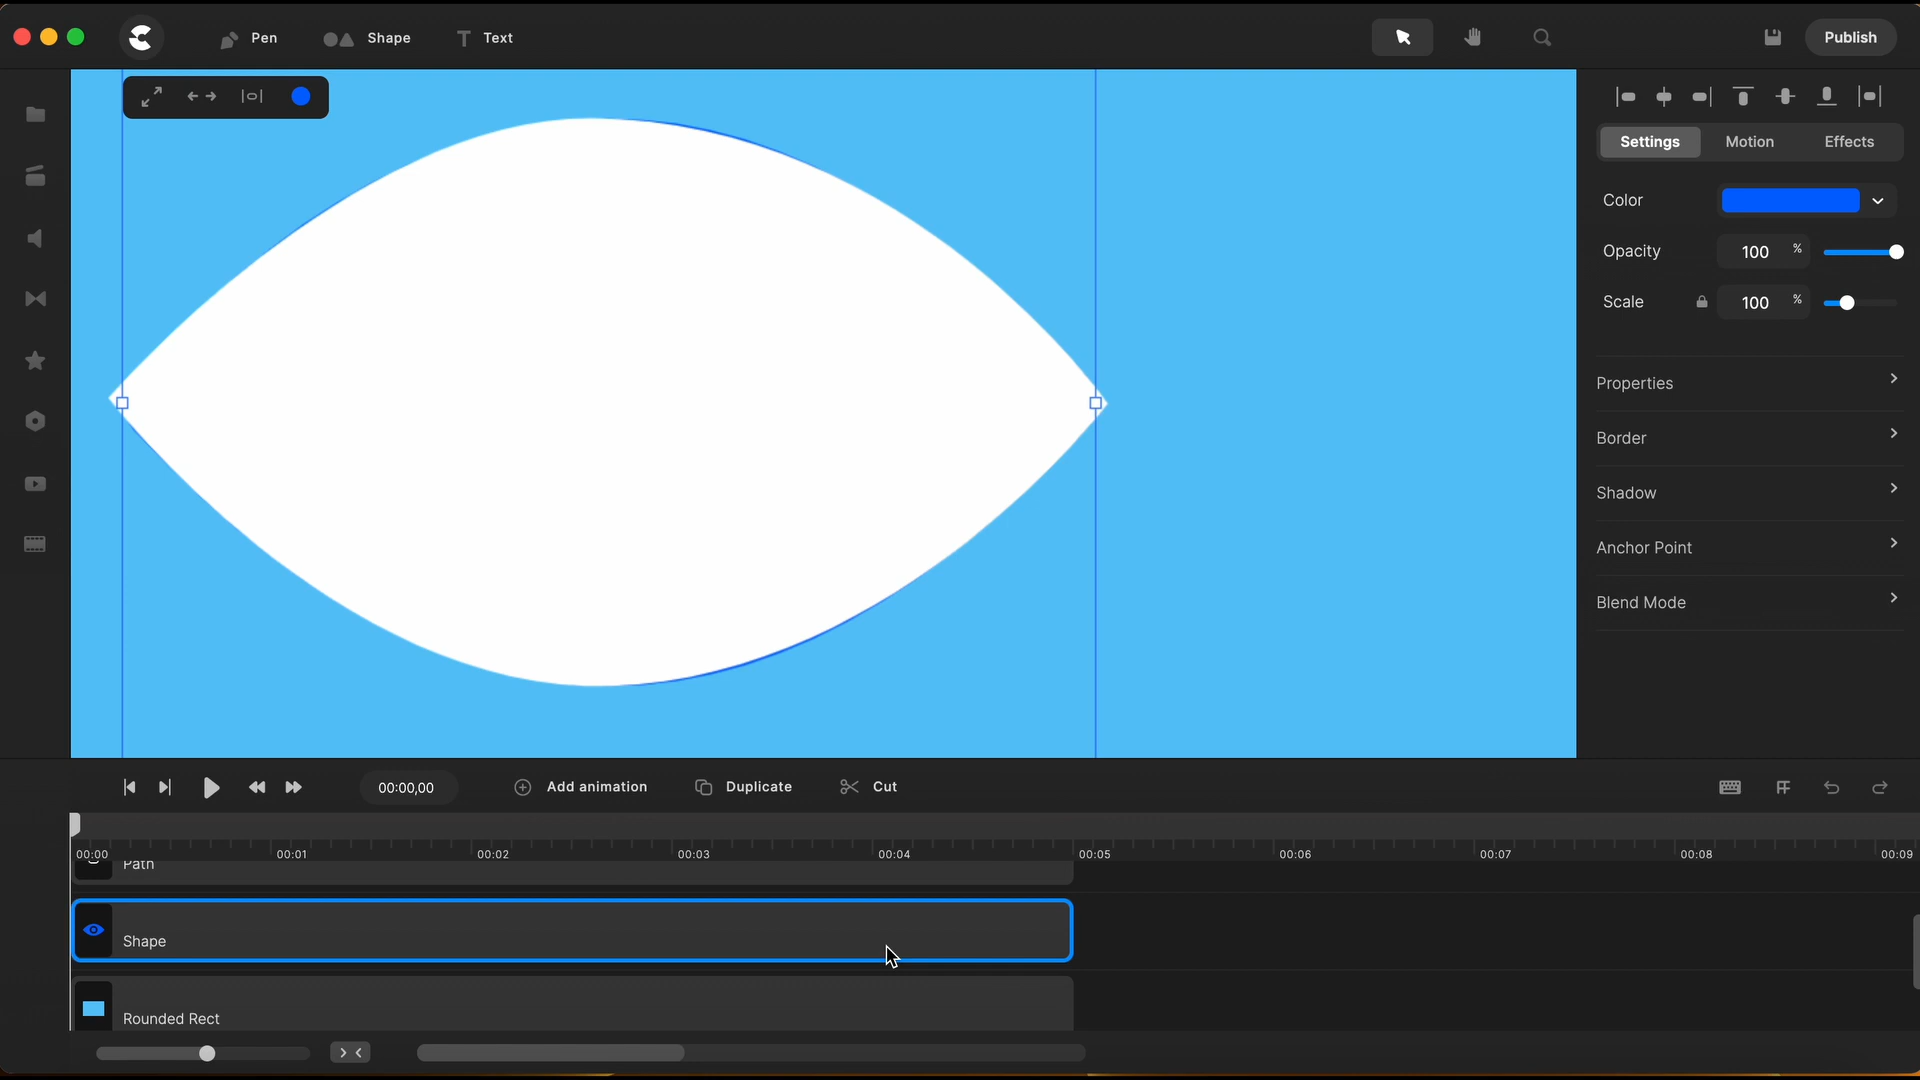 Pen
Shape
Text
Publish
Settings
Motion
Effects
Color
Opacity
100 %
Scale
100 %
Properties
Border
Shadow
Anchor Point
Blend Mode
00:00,00
Add animation
Duplicate
Cut
00:00 00:01 00:02 00:03 00:04 00:05 00:06 00:07 00:08 00:09
Path
Shape
Rounded Rect